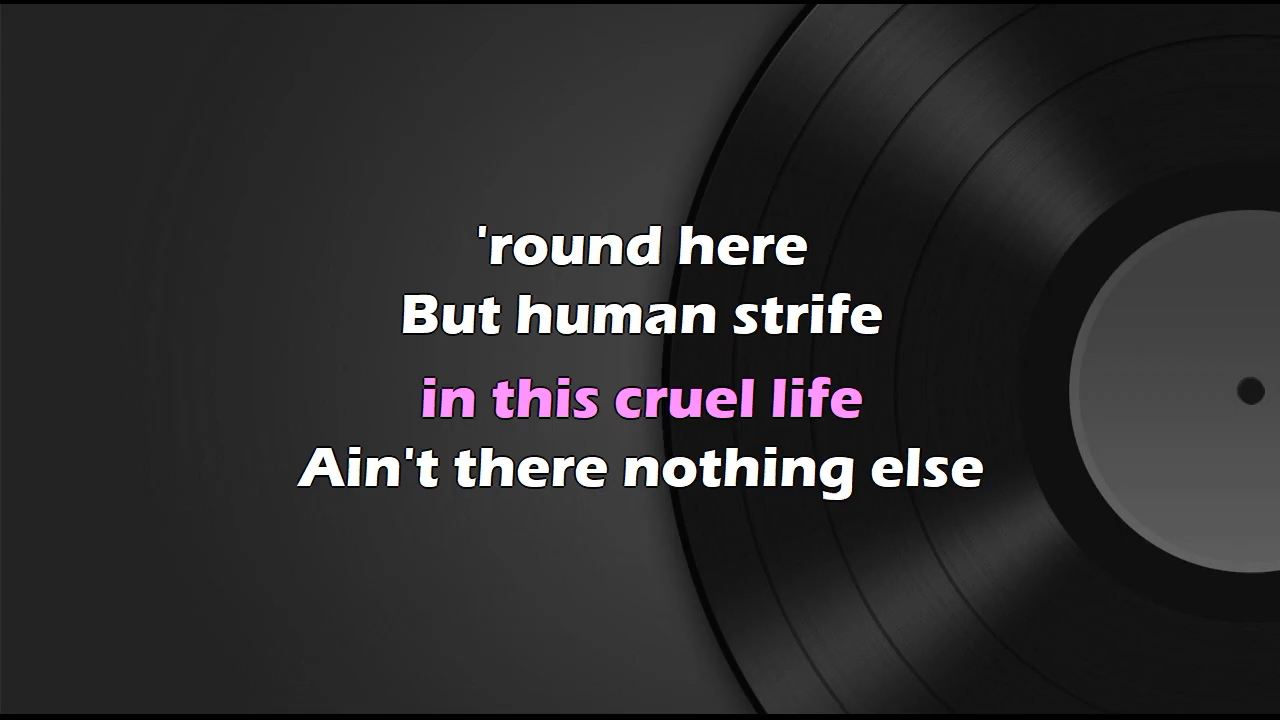 'round here
But human strife
in this cruel life
Ain't there nothing else